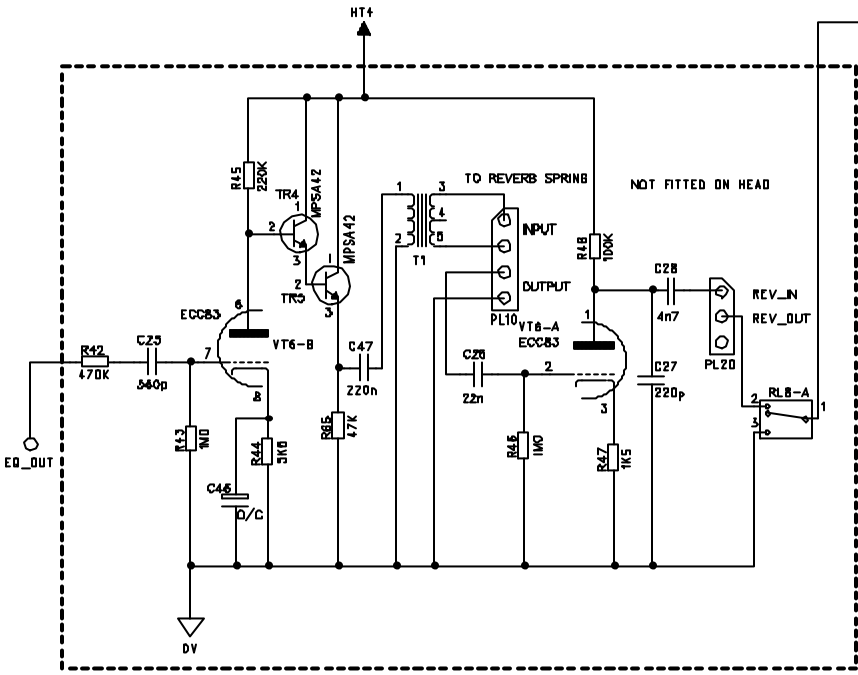 HT4
TO REVERB SPRING
NOT FITTED ON HEAD
R45
220K
TR4
MPSA42
1
2
3
TR5
MPSA42
1
2
3
1
2
3
4
5
T1
INPUT
OUTPUT
PL10
R48
100K
C28
4n7
REV_IN
REV_OUT
PL20
ECC83
6
VT6-B
7
8
R42
470K
C25
560p
C47
220n
C26
22n
1
VT6-A
ECC83
2
3
C27
220p
RL8-A
2
3
1
EQ_OUT
R43
1M0
R44
5K6
C46
O/C
R65
47K
R46
1M0
R47
1K5
0V